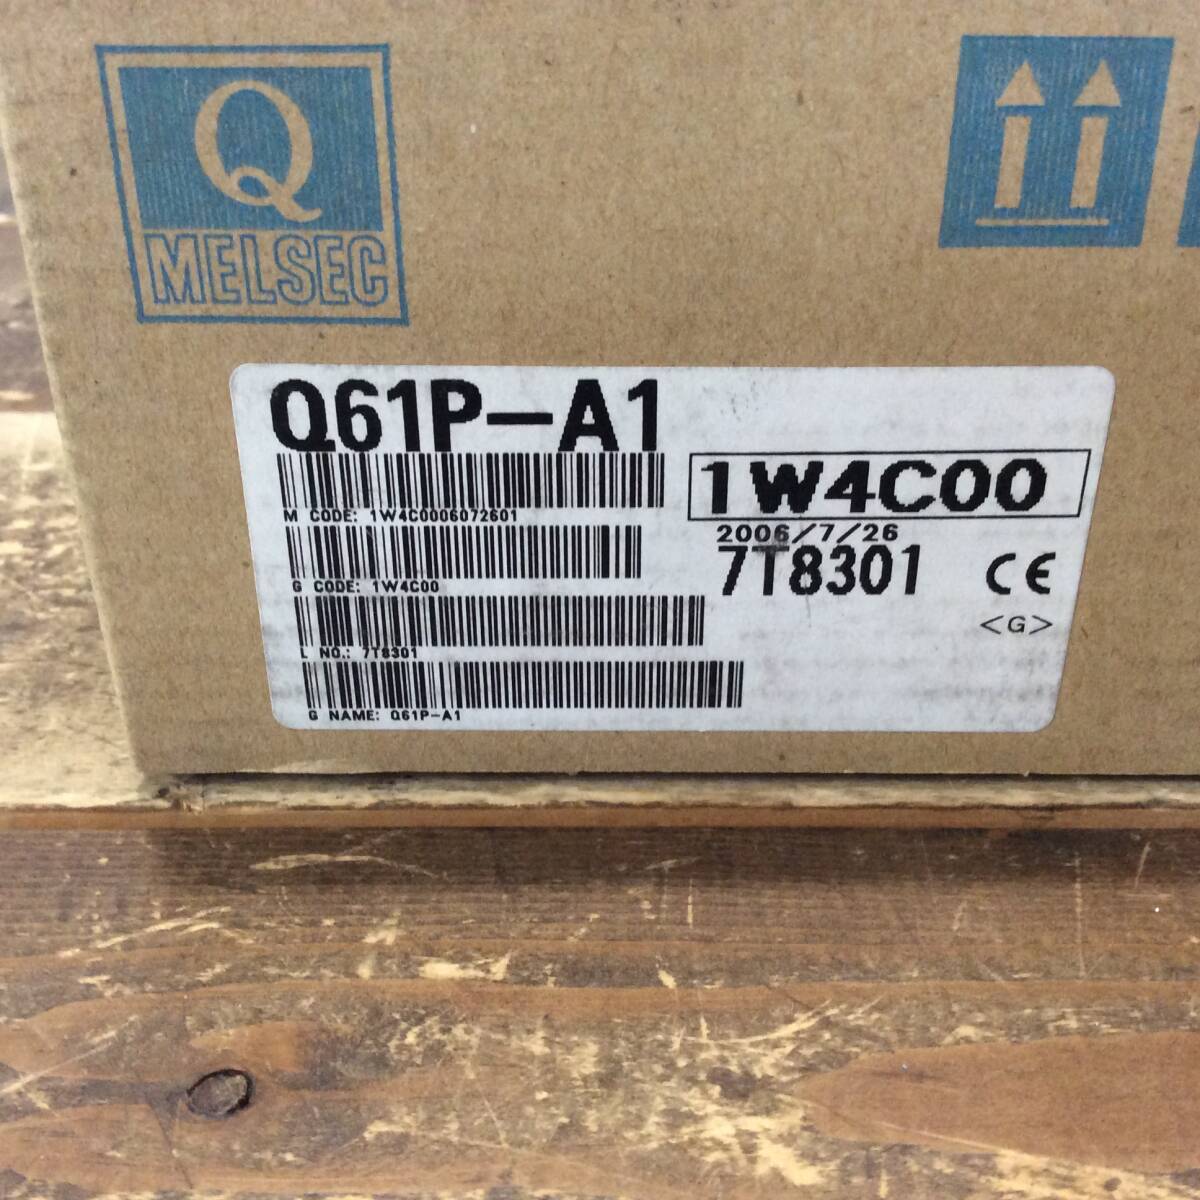 Q
MELSEC
Q61P-A1
1W4C00
M CODE: 1W4C0006072601
2006/7/26
7T8301 CE
G CODE: 1W4C00
<G>
L NO.: 7T8301
G NAME: Q61P-A1